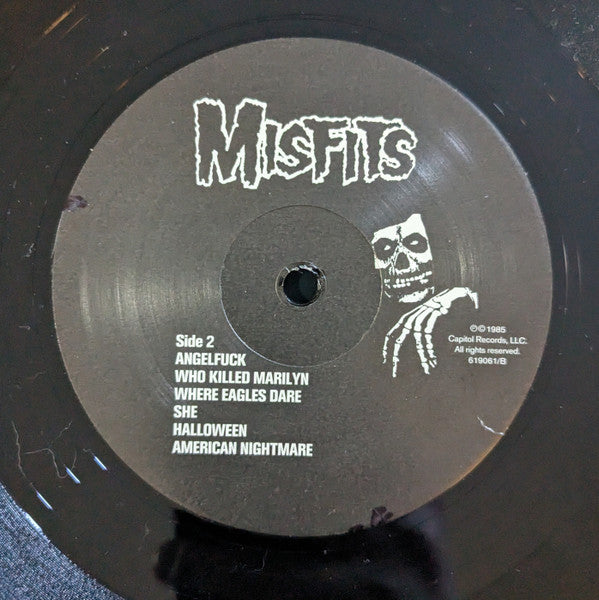 MISFITS
Side 2
ANGELFUCK
WHO KILLED MARILYN
WHERE EAGLES DARE
SHE
HALLOWEEN
AMERICAN NIGHTMARE
℗© 1985
Capitol Records, LLC.
All rights reserved.
619061/B